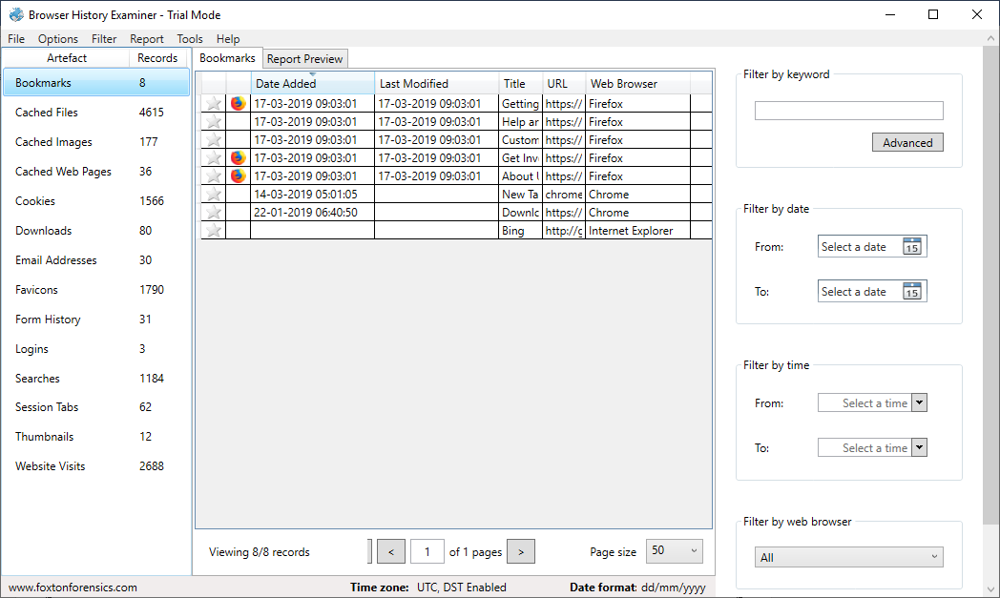 Browser History Examiner - Trial Mode
File Options Filter Report Tools Help
Artefact Records
Bookmarks 8
Cached Files 4615
Cached Images 177
Cached Web Pages 36
Cookies 1566
Downloads 80
Email Addresses 30
Favicons 1790
Form History 31
Logins 3
Searches 1184
Session Tabs 62
Thumbnails 12
Website Visits 2688
Bookmarks Report Preview
Date Added Last Modified Title URL Web Browser
17-03-2019 09:03:01 17-03-2019 09:03:01 Getting https:/ Firefox
17-03-2019 09:03:01 17-03-2019 09:03:01 Help ar https:/ Firefox
17-03-2019 09:03:01 17-03-2019 09:03:01 Custom https:/ Firefox
17-03-2019 09:03:01 17-03-2019 09:03:01 Get Inv https:/ Firefox
17-03-2019 09:03:01 17-03-2019 09:03:01 About U https:/ Firefox
14-03-2019 05:01:05 New Ta chrome Chrome
22-01-2019 06:40:50 Downlc https:/ Chrome
Bing http://g Internet Explorer
Viewing 8/8 records < 1 of 1 pages > Page size 50
Filter by keyword
Advanced
Filter by date
From: Select a date 15
To: Select a date 15
Filter by time
From: Select a time
To: Select a time
Filter by web browser
All
www.foxtonforensics.com Time zone: UTC, DST Enabled Date format: dd/mm/yyyy